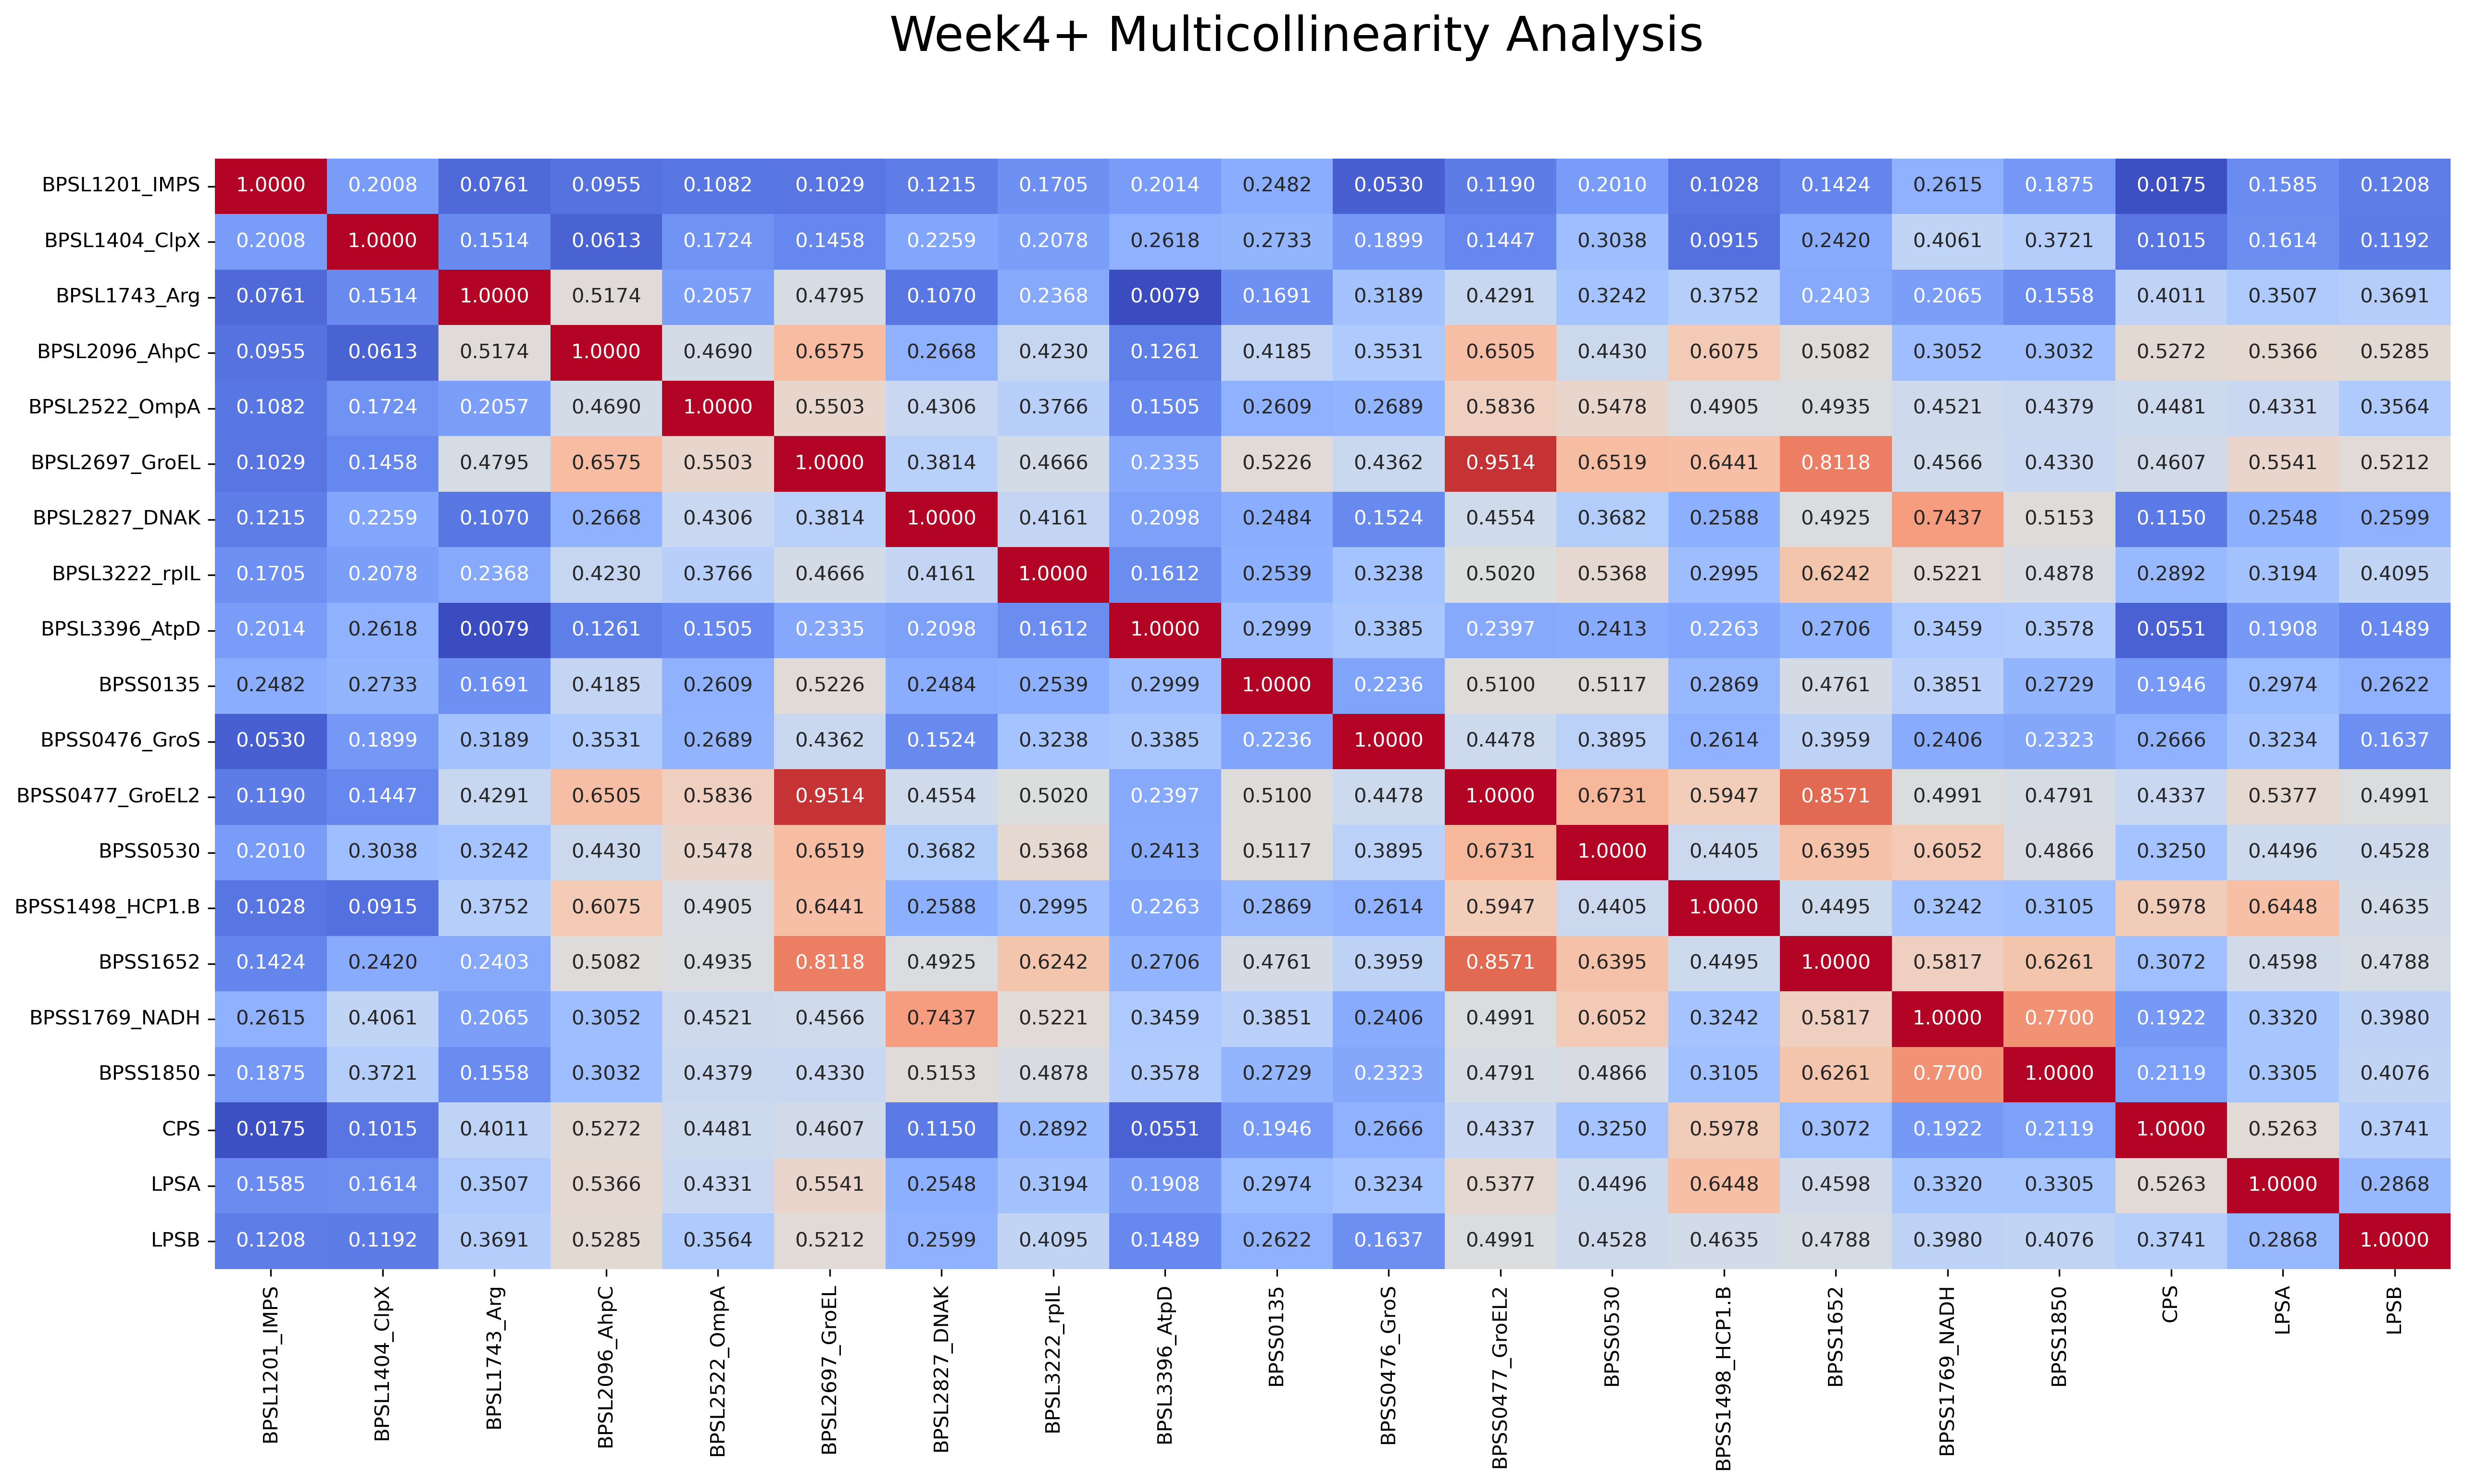 Week4+ Multicollinearity Analysis
BPSL1201_IMPS 1.0000 0.2008 0.0761 0.0955 0.1082 0.1029 0.1215 0.1705 0.2014 0.2482 0.0530 0.1190 0.2010 0.1028 0.1424 0.2615 0.1875 0.0175 0.1585 0.1208
BPSL1404_ClpX 0.2008 1.0000 0.1514 0.0613 0.1724 0.1458 0.2259 0.2078 0.2618 0.2733 0.1899 0.1447 0.3038 0.0915 0.2420 0.4061 0.3721 0.1015 0.1614 0.1192
BPSL1743_Arg 0.0761 0.1514 1.0000 0.5174 0.2057 0.4795 0.1070 0.2368 0.0079 0.1691 0.3189 0.4291 0.3242 0.3752 0.2403 0.2065 0.1558 0.4011 0.3507 0.3691
BPSL2096_AhpC 0.0955 0.0613 0.5174 1.0000 0.4690 0.6575 0.2668 0.4230 0.1261 0.4185 0.3531 0.6505 0.4430 0.6075 0.5082 0.3052 0.3032 0.5272 0.5366 0.5285
BPSL2522_OmpA 0.1082 0.1724 0.2057 0.4690 1.0000 0.5503 0.4306 0.3766 0.1505 0.2609 0.2689 0.5836 0.5478 0.4905 0.4935 0.4521 0.4379 0.4481 0.4331 0.3564
BPSL2697_GroEL 0.1029 0.1458 0.4795 0.6575 0.5503 1.0000 0.3814 0.4666 0.2335 0.5226 0.4362 0.9514 0.6519 0.6441 0.8118 0.4566 0.4330 0.4607 0.5541 0.5212
BPSL2827_DNAK 0.1215 0.2259 0.1070 0.2668 0.4306 0.3814 1.0000 0.4161 0.2098 0.2484 0.1524 0.4554 0.3682 0.2588 0.4925 0.7437 0.5153 0.1150 0.2548 0.2599
BPSL3222_rpIL 0.1705 0.2078 0.2368 0.4230 0.3766 0.4666 0.4161 1.0000 0.1612 0.2539 0.3238 0.5020 0.5368 0.2995 0.6242 0.5221 0.4878 0.2892 0.3194 0.4095
BPSL3396_AtpD 0.2014 0.2618 0.0079 0.1261 0.1505 0.2335 0.2098 0.1612 1.0000 0.2999 0.3385 0.2397 0.2413 0.2263 0.2706 0.3459 0.3578 0.0551 0.1908 0.1489
BPSS0135 0.2482 0.2733 0.1691 0.4185 0.2609 0.5226 0.2484 0.2539 0.2999 1.0000 0.2236 0.5100 0.5117 0.2869 0.4761 0.3851 0.2729 0.1946 0.2974 0.2622
BPSS0476_GroS 0.0530 0.1899 0.3189 0.3531 0.2689 0.4362 0.1524 0.3238 0.3385 0.2236 1.0000 0.4478 0.3895 0.2614 0.3959 0.2406 0.2323 0.2666 0.3234 0.1637
BPSS0477_GroEL2 0.1190 0.1447 0.4291 0.6505 0.5836 0.9514 0.4554 0.5020 0.2397 0.5100 0.4478 1.0000 0.6731 0.5947 0.8571 0.4991 0.4791 0.4337 0.5377 0.4991
BPSS0530 0.2010 0.3038 0.3242 0.4430 0.5478 0.6519 0.3682 0.5368 0.2413 0.5117 0.3895 0.6731 1.0000 0.4405 0.6395 0.6052 0.4866 0.3250 0.4496 0.4528
BPSS1498_HCP1.B 0.1028 0.0915 0.3752 0.6075 0.4905 0.6441 0.2588 0.2995 0.2263 0.2869 0.2614 0.5947 0.4405 1.0000 0.4495 0.3242 0.3105 0.5978 0.6448 0.4635
BPSS1652 0.1424 0.2420 0.2403 0.5082 0.4935 0.8118 0.4925 0.6242 0.2706 0.4761 0.3959 0.8571 0.6395 0.4495 1.0000 0.5817 0.6261 0.3072 0.4598 0.4788
BPSS1769_NADH 0.2615 0.4061 0.2065 0.3052 0.4521 0.4566 0.7437 0.5221 0.3459 0.3851 0.2406 0.4991 0.6052 0.3242 0.5817 1.0000 0.7700 0.1922 0.3320 0.3980
BPSS1850 0.1875 0.3721 0.1558 0.3032 0.4379 0.4330 0.5153 0.4878 0.3578 0.2729 0.2323 0.4791 0.4866 0.3105 0.6261 0.7700 1.0000 0.2119 0.3305 0.4076
CPS 0.0175 0.1015 0.4011 0.5272 0.4481 0.4607 0.1150 0.2892 0.0551 0.1946 0.2666 0.4337 0.3250 0.5978 0.3072 0.1922 0.2119 1.0000 0.5263 0.3741
LPSA 0.1585 0.1614 0.3507 0.5366 0.4331 0.5541 0.2548 0.3194 0.1908 0.2974 0.3234 0.5377 0.4496 0.6448 0.4598 0.3320 0.3305 0.5263 1.0000 0.2868
LPSB 0.1208 0.1192 0.3691 0.5285 0.3564 0.5212 0.2599 0.4095 0.1489 0.2622 0.1637 0.4991 0.4528 0.4635 0.4788 0.3980 0.4076 0.3741 0.2868 1.0000
BPSL1201_IMPS
BPSL1404_ClpX
BPSL1743_Arg
BPSL2096_AhpC
BPSL2522_OmpA
BPSL2697_GroEL
BPSL2827_DNAK
BPSL3222_rpIL
BPSL3396_AtpD
BPSS0135
BPSS0476_GroS
BPSS0477_GroEL2
BPSS0530
BPSS1498_HCP1.B
BPSS1652
BPSS1769_NADH
BPSS1850
CPS
LPSA
LPSB